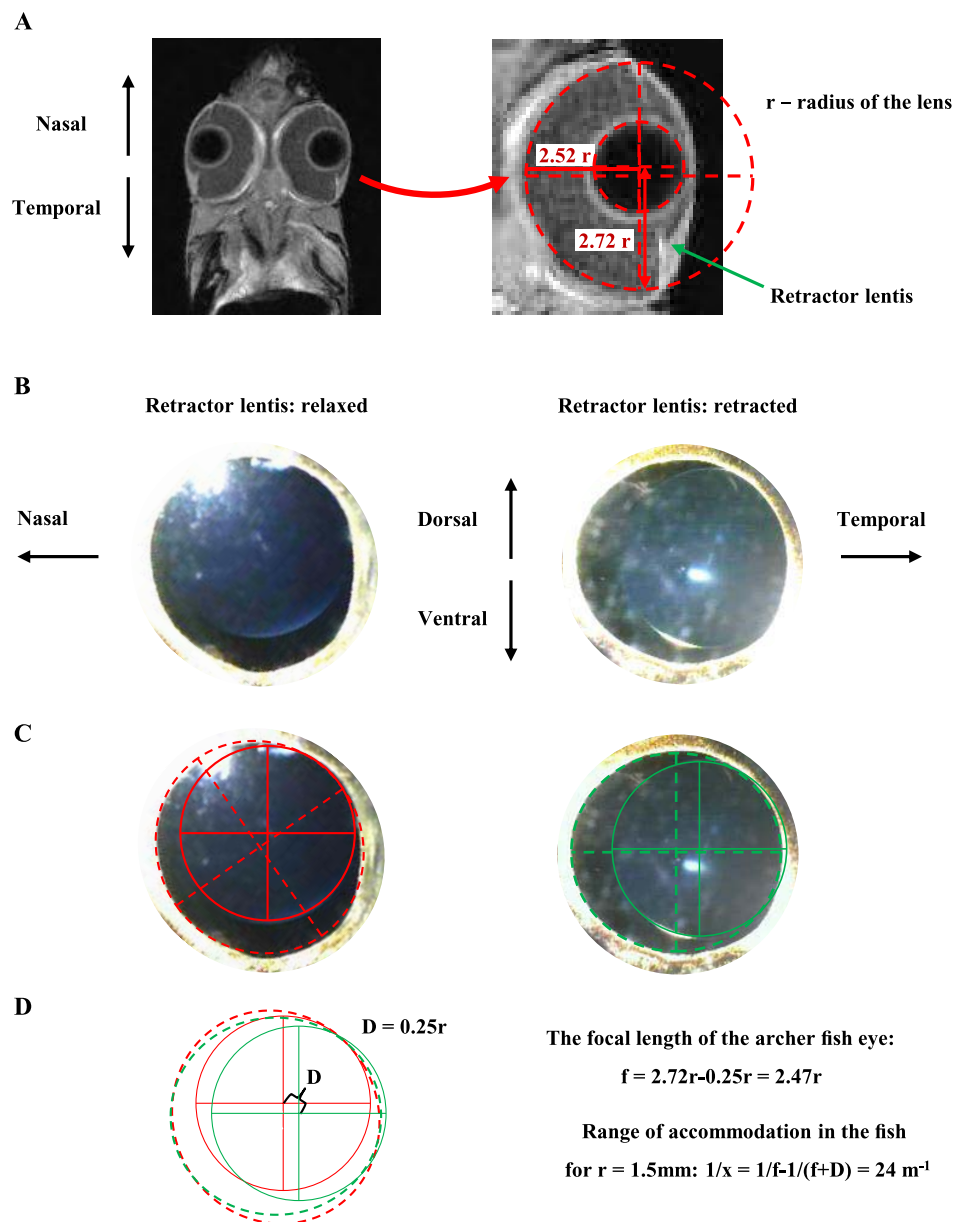 A
Nasal
Temporal
2.52 r
2.72 r
r – radius of the lens
Retractor lentis
B
Retractor lentis: relaxed
Retractor lentis: retracted
Nasal
Dorsal
Temporal
Ventral
C
D
D = 0.25r
D
The focal length of the archer fish eye:
f = 2.72r-0.25r = 2.47r
Range of accommodation in the fish
for r = 1.5mm: 1/x = 1/f-1/(f+D) = 24 m⁻¹